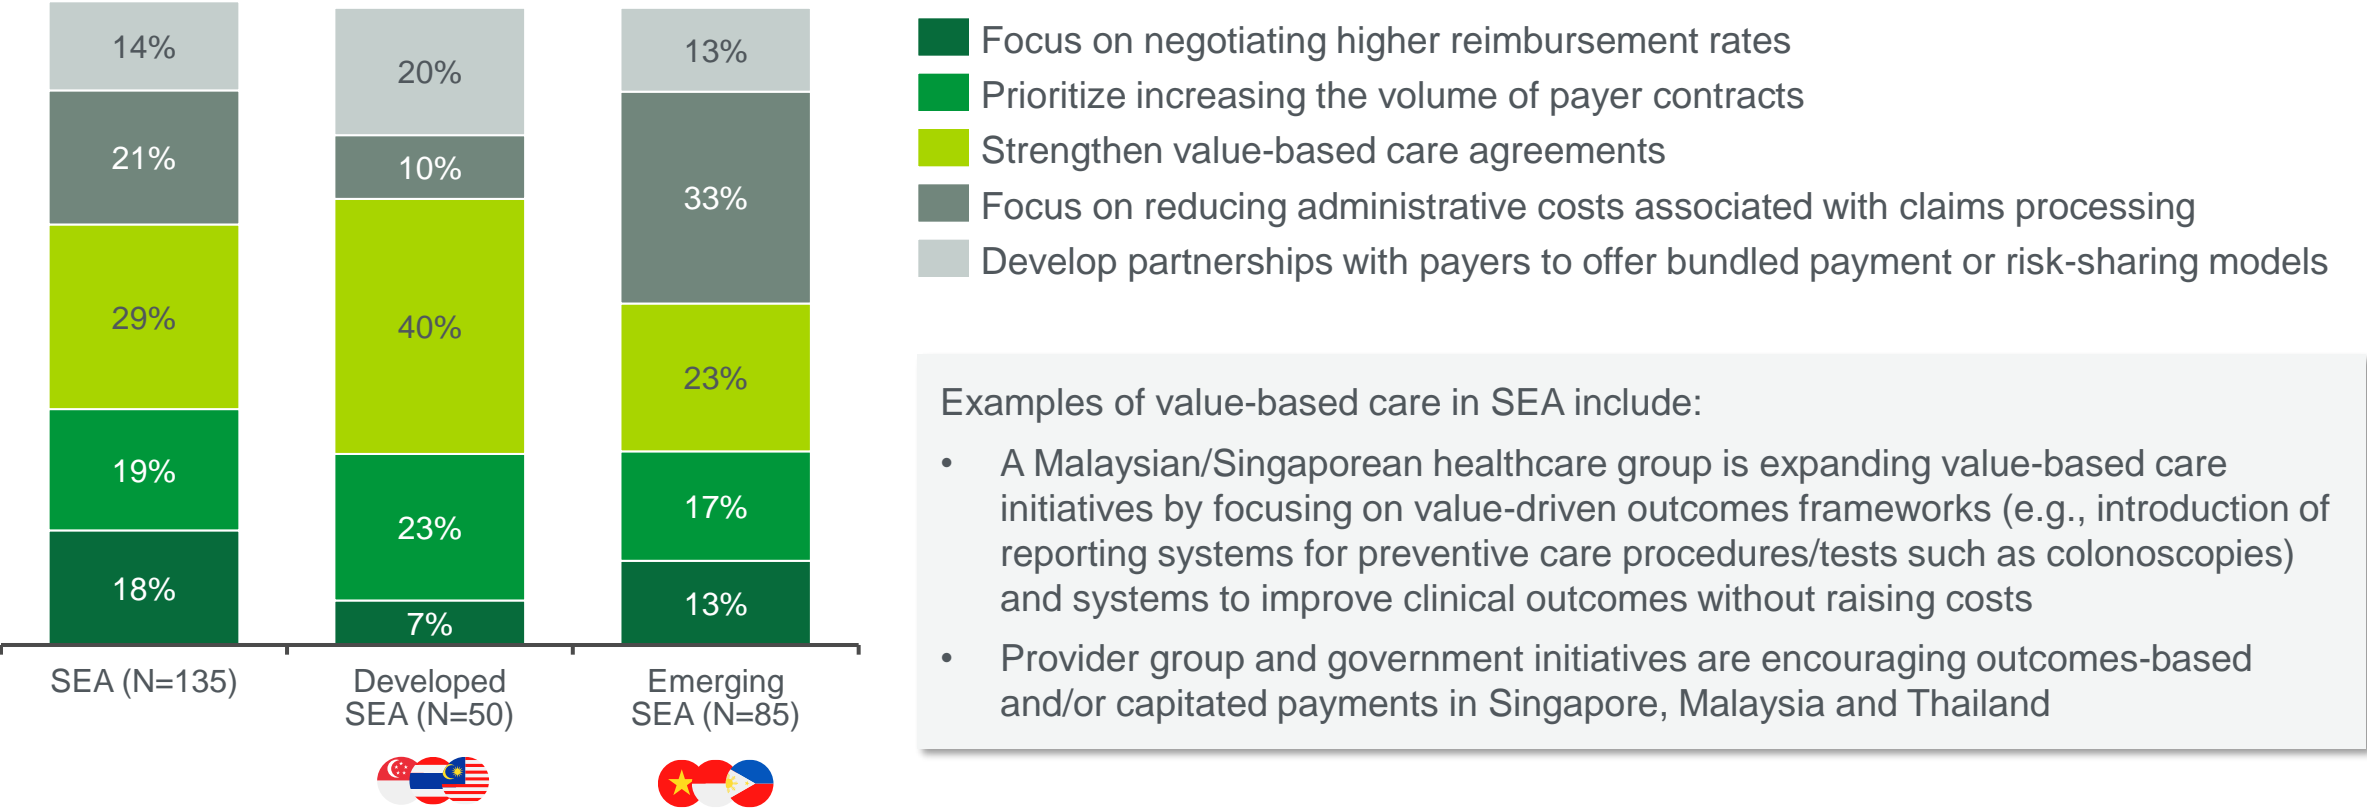 14%
21%
29%
19%
18%
20%
10%
40%
23%
7%
13%
33%
23%
17%
13%
SEA (N=135)
Developed
SEA (N=50)
Emerging
SEA (N=85)
Focus on negotiating higher reimbursement rates
Prioritize increasing the volume of payer contracts
Strengthen value-based care agreements
Focus on reducing administrative costs associated with claims processing
Develop partnerships with payers to offer bundled payment or risk-sharing models
Examples of value-based care in SEA include:
• A Malaysian/Singaporean healthcare group is expanding value-based care
initiatives by focusing on value-driven outcomes frameworks (e.g., introduction of
reporting systems for preventive care procedures/tests such as colonoscopies)
and systems to improve clinical outcomes without raising costs
• Provider group and government initiatives are encouraging outcomes-based
and/or capitated payments in Singapore, Malaysia and Thailand